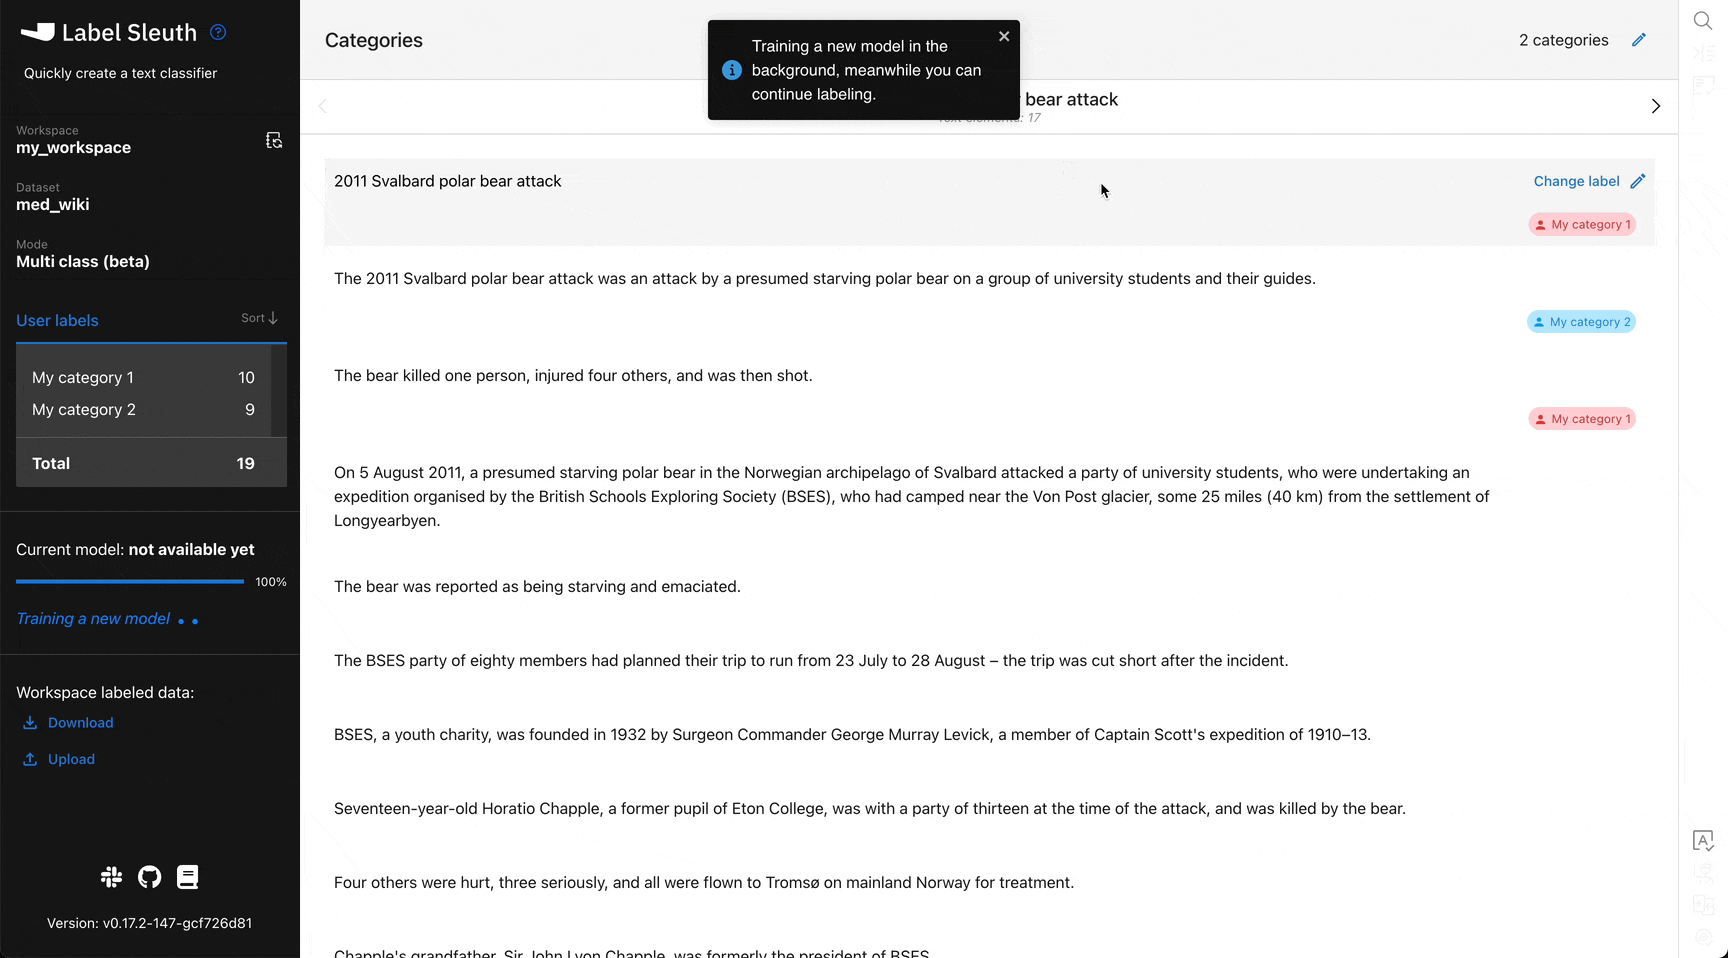 Label Sleuth
Quickly create a text classifier
Workspace
my_workspace
Dataset
med_wiki
Mode
Multi class (beta)
User labels
Sort
My category 1 10
My category 2 9
Total 19
Current model: not available yet
100%
Training a new model
Workspace labeled data:
Download
Upload
Version: v0.17.2-147-gcf726d81
Categories
2 categories
Training a new model in the
background, meanwhile you can
continue labeling.
bear attack
17
2011 Svalbard polar bear attack
Change label
My category 1
The 2011 Svalbard polar bear attack was an attack by a presumed starving polar bear on a group of university students and their guides.
My category 2
The bear killed one person, injured four others, and was then shot.
My category 1
On 5 August 2011, a presumed starving polar bear in the Norwegian archipelago of Svalbard attacked a party of university students, who were undertaking an
expedition organised by the British Schools Exploring Society (BSES), who had camped near the Von Post glacier, some 25 miles (40 km) from the settlement of
Longyearbyen.
The bear was reported as being starving and emaciated.
The BSES party of eighty members had planned their trip to run from 23 July to 28 August – the trip was cut short after the incident.
BSES, a youth charity, was founded in 1932 by Surgeon Commander George Murray Levick, a member of Captain Scott's expedition of 1910–13.
Seventeen-year-old Horatio Chapple, a former pupil of Eton College, was with a party of thirteen at the time of the attack, and was killed by the bear.
Four others were hurt, three seriously, and all were flown to Tromsø on mainland Norway for treatment.
Chapple's grandfather, Sir John Lyon Chapple, was formerly the president of BSES.